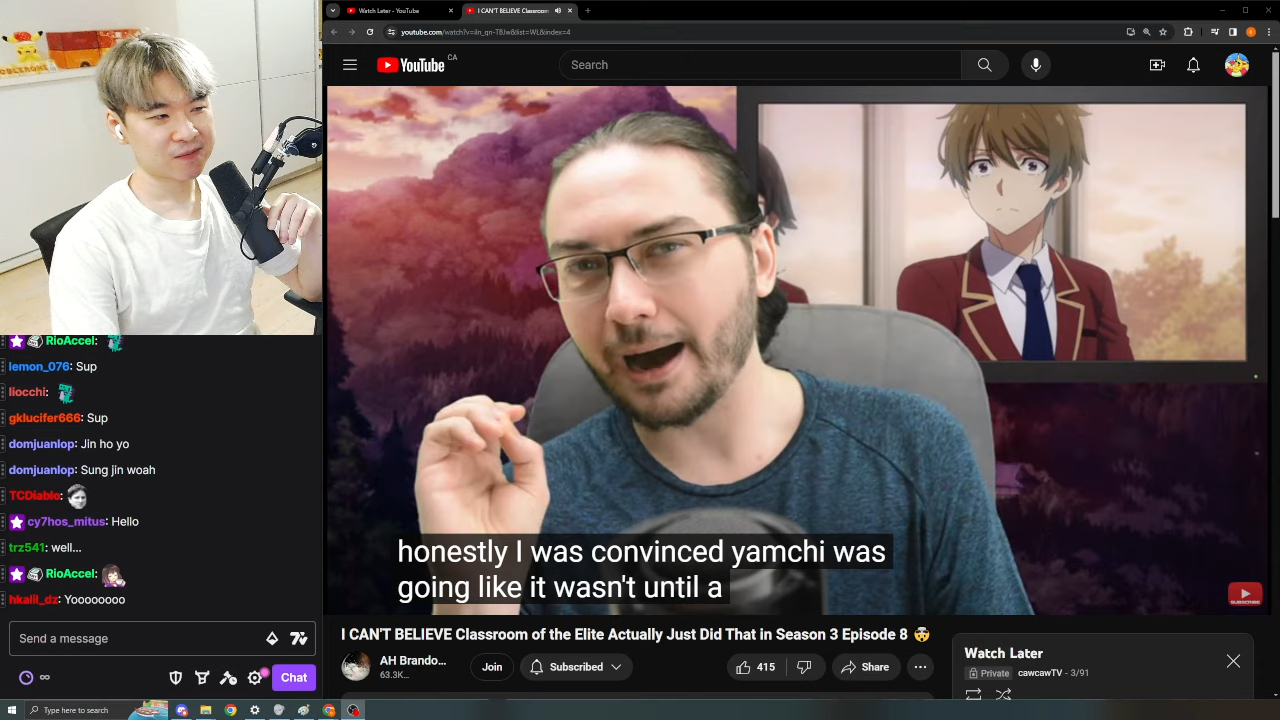 Watch Later - YouTube
I CAN'T BELIEVE Classroom
youtube.com/watch?v=iln_qn-TBJw&list=WL&index=4
YouTube CA
Search
RioAccel:
lemon_076: Sup
liocchi:
gklucifer666: Sup
domjuanlop: Jin ho yo
domjuanlop: Sung jin woah
TCDiablo:
cy7hos_mitus: Hello
trz541: well...
RioAccel:
hkalil_dz: Yooooooo
Send a message
Chat
honestly I was convinced yamchi was
going like it wasn't until a
SUBSCRIBE
I CAN'T BELIEVE Classroom of the Elite Actually Just Did That in Season 3 Episode 8 🤯
AH Brando...
63.3K...
Join
Subscribed
415
Share
Watch Later
Private cawcawTV - 3/91
Type here to search